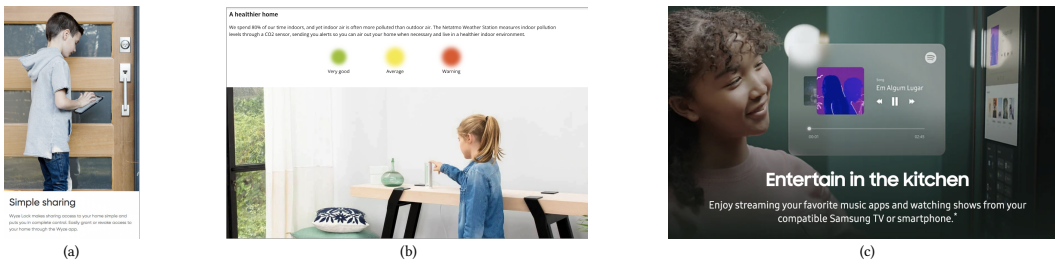 Simple sharing
Wyze Lock makes sharing access to your home simple and
puts you in complete control. Easily grant or revoke access to
your home through the Wyze app.
(a)
A healthier home
We spend 80% of our time indoors, and yet indoor air is often more polluted than outdoor air. The Netatmo Weather Station measures indoor pollution
levels through a CO2 sensor, sending you alerts so you can air out your home when necessary and live in a healthier indoor environment.
Very good
Average
Warning
(b)
Em Algum Lugar
Entertain in the kitchen
Enjoy streaming your favorite music apps and watching shows from your
compatible Samsung TV or smartphone.*
(c)